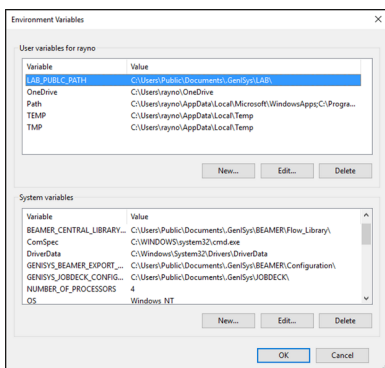 Environment Variables
User variables for rayno
Variable Value
LAB_PUBLC_PATH C:\Users\Public\Documents\.GenISys\LAB\
OneDrive C:\Users\rayno\OneDrive
Path C:\Users\rayno\AppData\Local\Microsoft\WindowsApps;C:\Progra...
TEMP C:\Users\rayno\AppData\Local\Temp
TMP C:\Users\rayno\AppData\Local\Temp
New... Edit... Delete
System variables
Variable Value
BEAMER_CENTRAL_LIBRARY... C:\Users\Public\Documents\.GenISys\BEAMER\Flow_Library\
ComSpec C:\WINDOWS\system32\cmd.exe
DriverData C:\Windows\System32\Drivers\DriverData
GENISYS_BEAMER_EXPORT_... C:\Users\Public\Documents\.GenISys\BEAMER\Configuration\
GENISYS_JOBDECK_CONFIG... C:\Users\Public\Documents\.GenISys\JOBDECK\
NUMBER_OF_PROCESSORS 4
OS Windows_NT
New... Edit... Delete
OK Cancel